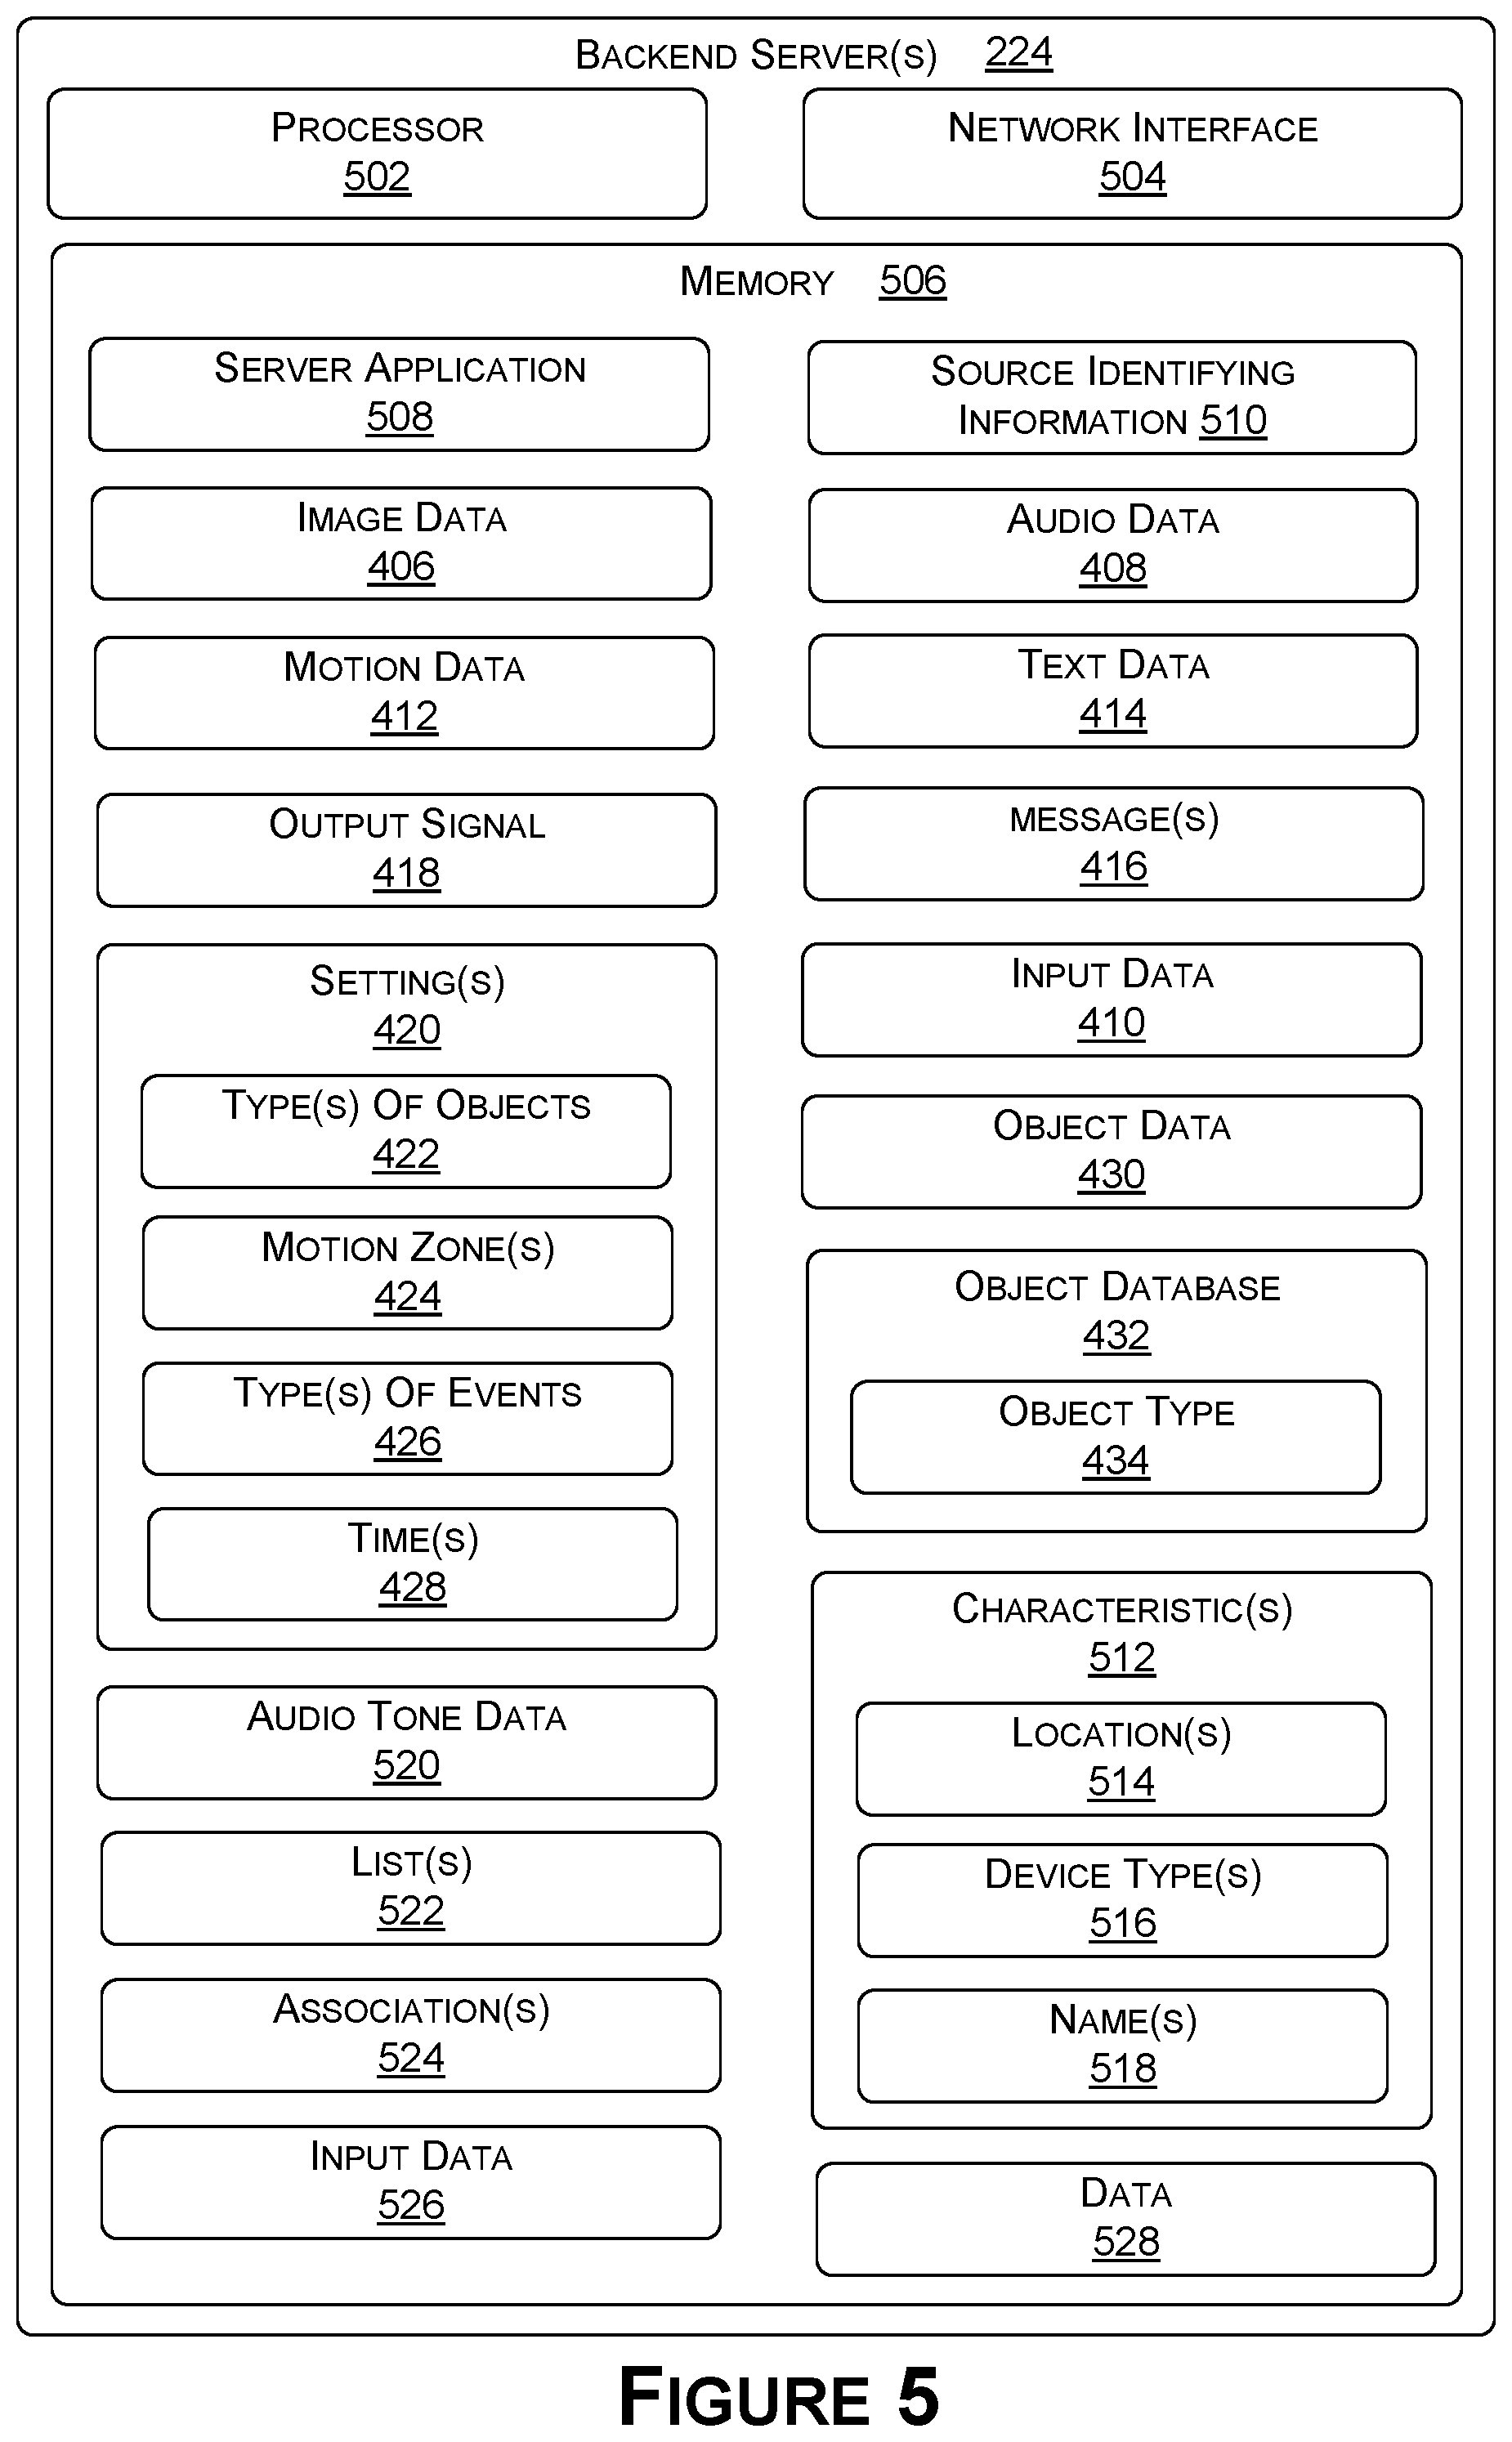 BACKEND SERVER(S) 224
PROCESSOR
502
NETWORK INTERFACE
504
MEMORY 506
SERVER APPLICATION
508
SOURCE IDENTIFYING
INFORMATION 510
IMAGE DATA
406
AUDIO DATA
408
MOTION DATA
412
TEXT DATA
414
OUTPUT SIGNAL
418
MESSAGE(S)
416
SETTING(S)
420
TYPE(S) OF OBJECTS
422
MOTION ZONE(S)
424
TYPE(S) OF EVENTS
426
TIME(S)
428
INPUT DATA
410
OBJECT DATA
430
OBJECT DATABASE
432
OBJECT TYPE
434
CHARACTERISTIC(S)
512
LOCATION(S)
514
DEVICE TYPE(S)
516
NAME(S)
518
AUDIO TONE DATA
520
LIST(S)
522
ASSOCIATION(S)
524
INPUT DATA
526
DATA
528
FIGURE 5